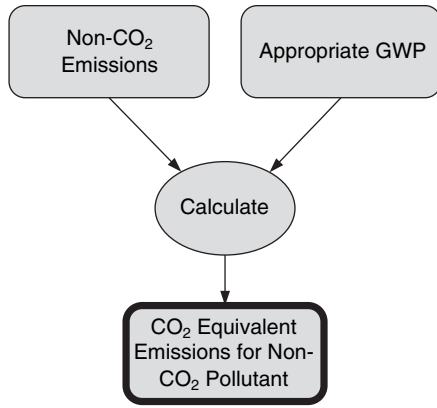 Non-CO₂
Emissions
Appropriate GWP
Calculate
CO₂ Equivalent
Emissions for Non-
CO₂ Pollutant